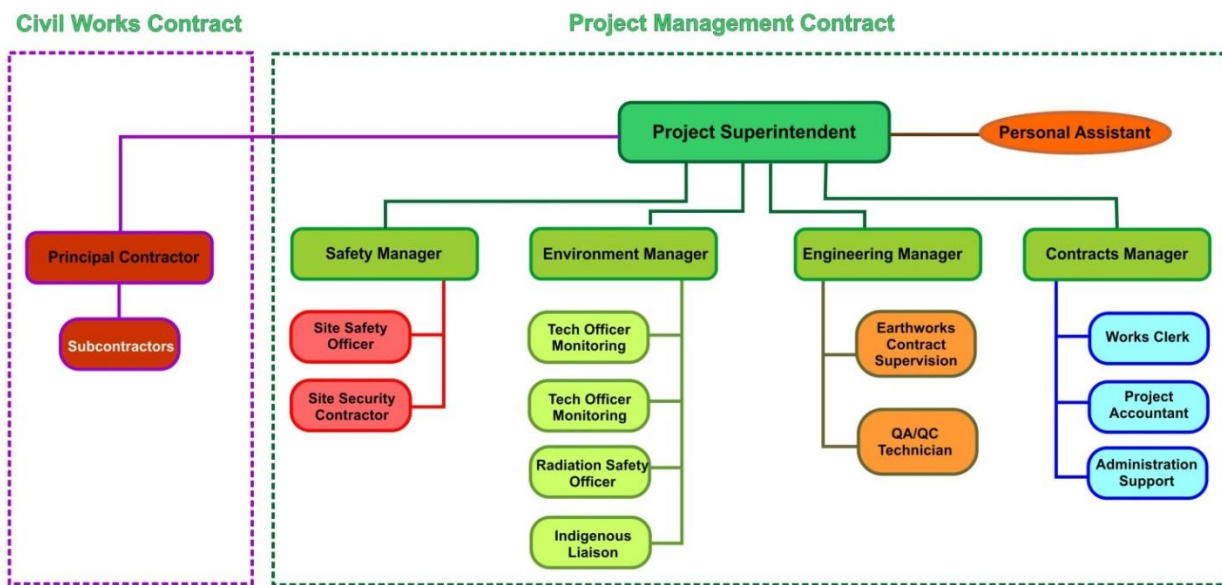 Civil Works Contract
Project Management Contract
Project Superintendent
Personal Assistant
Principal Contractor
Safety Manager
Environment Manager
Engineering Manager
Contracts Manager
Subcontractors
Site Safety
Officer
Site Security
Contractor
Tech Officer
Monitoring
Tech Officer
Monitoring
Radiation Safety
Officer
Indigenous
Liaison
Earthworks
Contract
Supervision
QA/QC
Technician
Works Clerk
Project
Accountant
Administration
Support